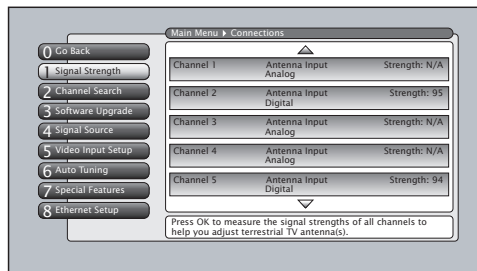 Main Menu ▸ Connections
0 Go Back
1 Signal Strength
2 Channel Search
3 Software Upgrade
4 Signal Source
5 Video Input Setup
6 Auto Tuning
7 Special Features
8 Ethernet Setup
Channel 1 Antenna Input Strength: N/A
Analog
Channel 2 Antenna Input Strength: 95
Digital
Channel 3 Antenna Input Strength: N/A
Analog
Channel 4 Antenna Input Strength: N/A
Analog
Channel 5 Antenna Input Strength: 94
Digital
Press OK to measure the signal strengths of all channels to
help you adjust terrestrial TV antenna(s).